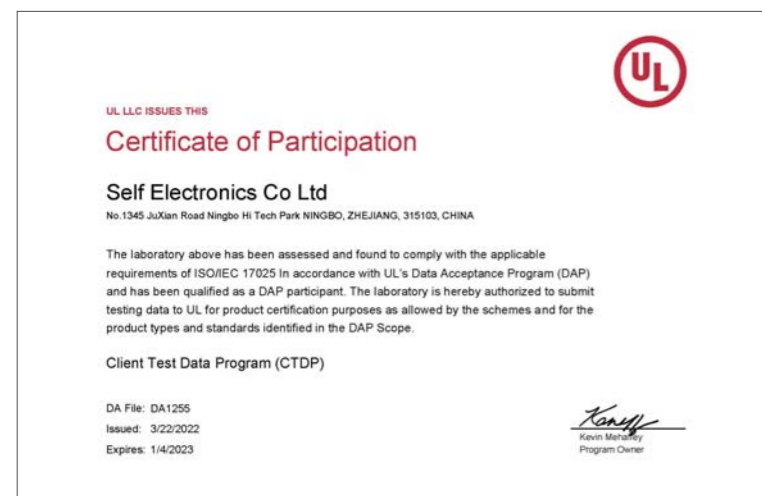 UL
UL LLC ISSUES THIS
Certificate of Participation
Self Electronics Co Ltd
No.1345 JuXian Road Ningbo Hi Tech Park NINGBO, ZHEJIANG, 315103, CHINA
The laboratory above has been assessed and found to comply with the applicable
requirements of ISO/IEC 17025 In accordance with UL's Data Acceptance Program (DAP)
and has been qualified as a DAP participant. The laboratory is hereby authorized to submit
testing data to UL for product certification purposes as allowed by the schemes and for the
product types and standards identified in the DAP Scope.
Client Test Data Program (CTDP)
DA File: DA1255
Issued: 3/22/2022
Expires: 1/4/2023
Kevin Mehaffey
Program Owner